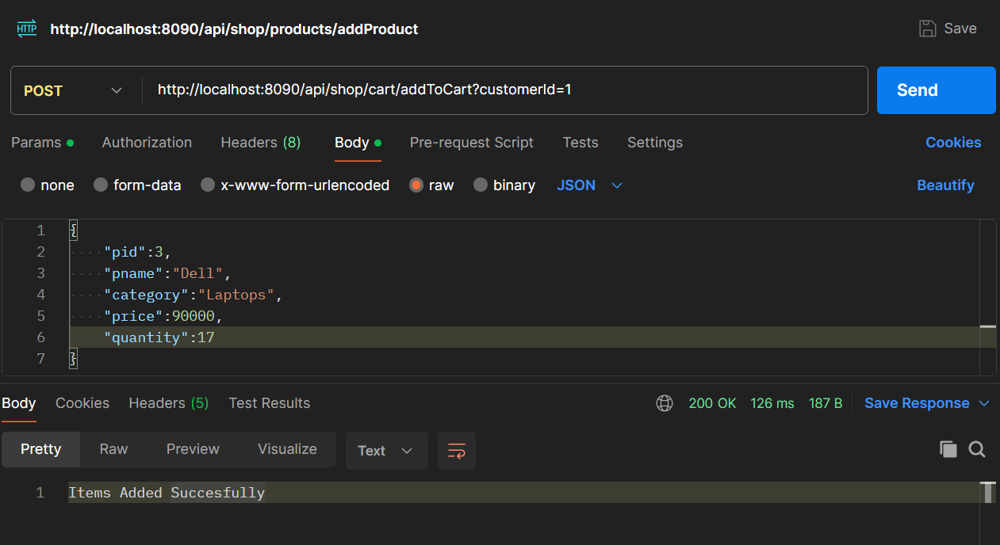 HTTP http://localhost:8090/api/shop/products/addProduct Save
POST http://localhost:8090/api/shop/cart/addToCart?customerId=1 Send
Params Authorization Headers (8) Body Pre-request Script Tests Settings Cookies
none form-data x-www-form-urlencoded raw binary JSON Beautify
1 {
2 ····"pid":3,
3 ····"pname":"Dell",
4 ····"category":"Laptops",
5 ····"price":90000,
6 ····"quantity":17
7 }
Body Cookies Headers (5) Test Results 200 OK 126 ms 187 B Save Response
Pretty Raw Preview Visualize Text
1 Items Added Succesfully